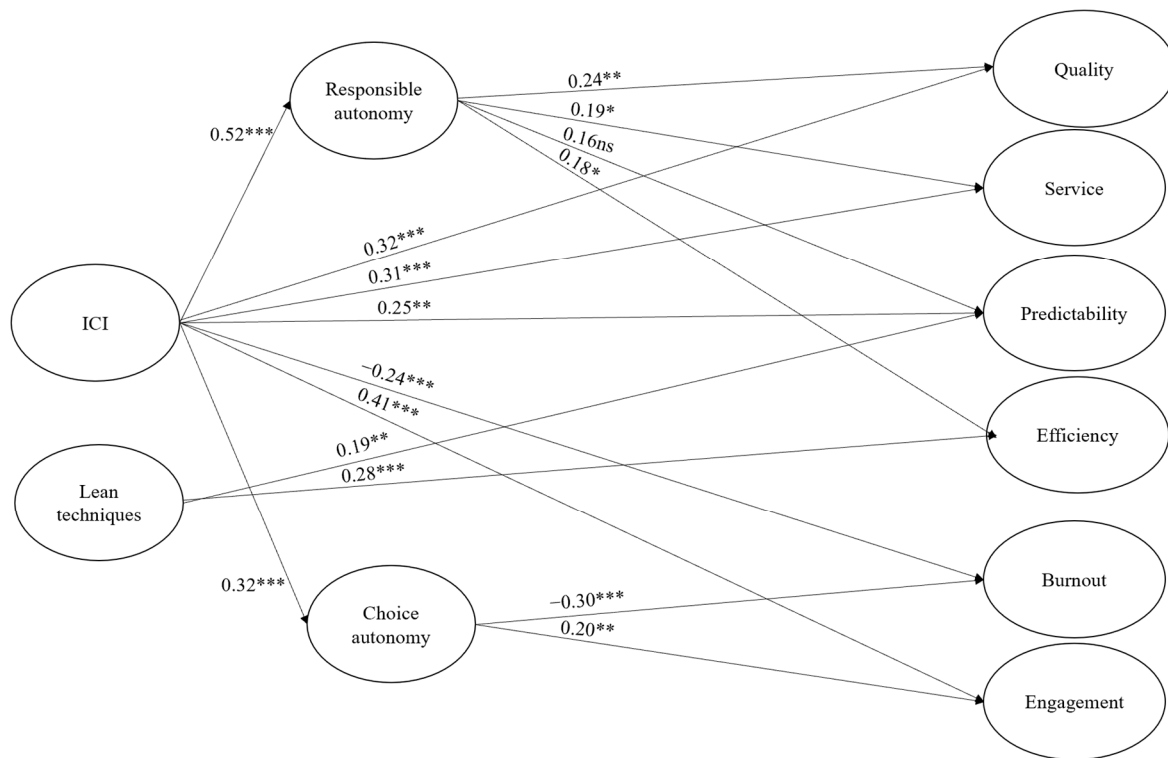 Responsible
autonomy
0.24**
Quality
0.19*
0.16ns
0.18*
0.52***
Service
0.32***
0.31***
0.25**
ICI
Predictability
−0.24***
0.41***
0.19**
0.28***
Efficiency
Lean
techniques
0.32***
Choice
autonomy
−0.30***
0.20**
Burnout
Engagement